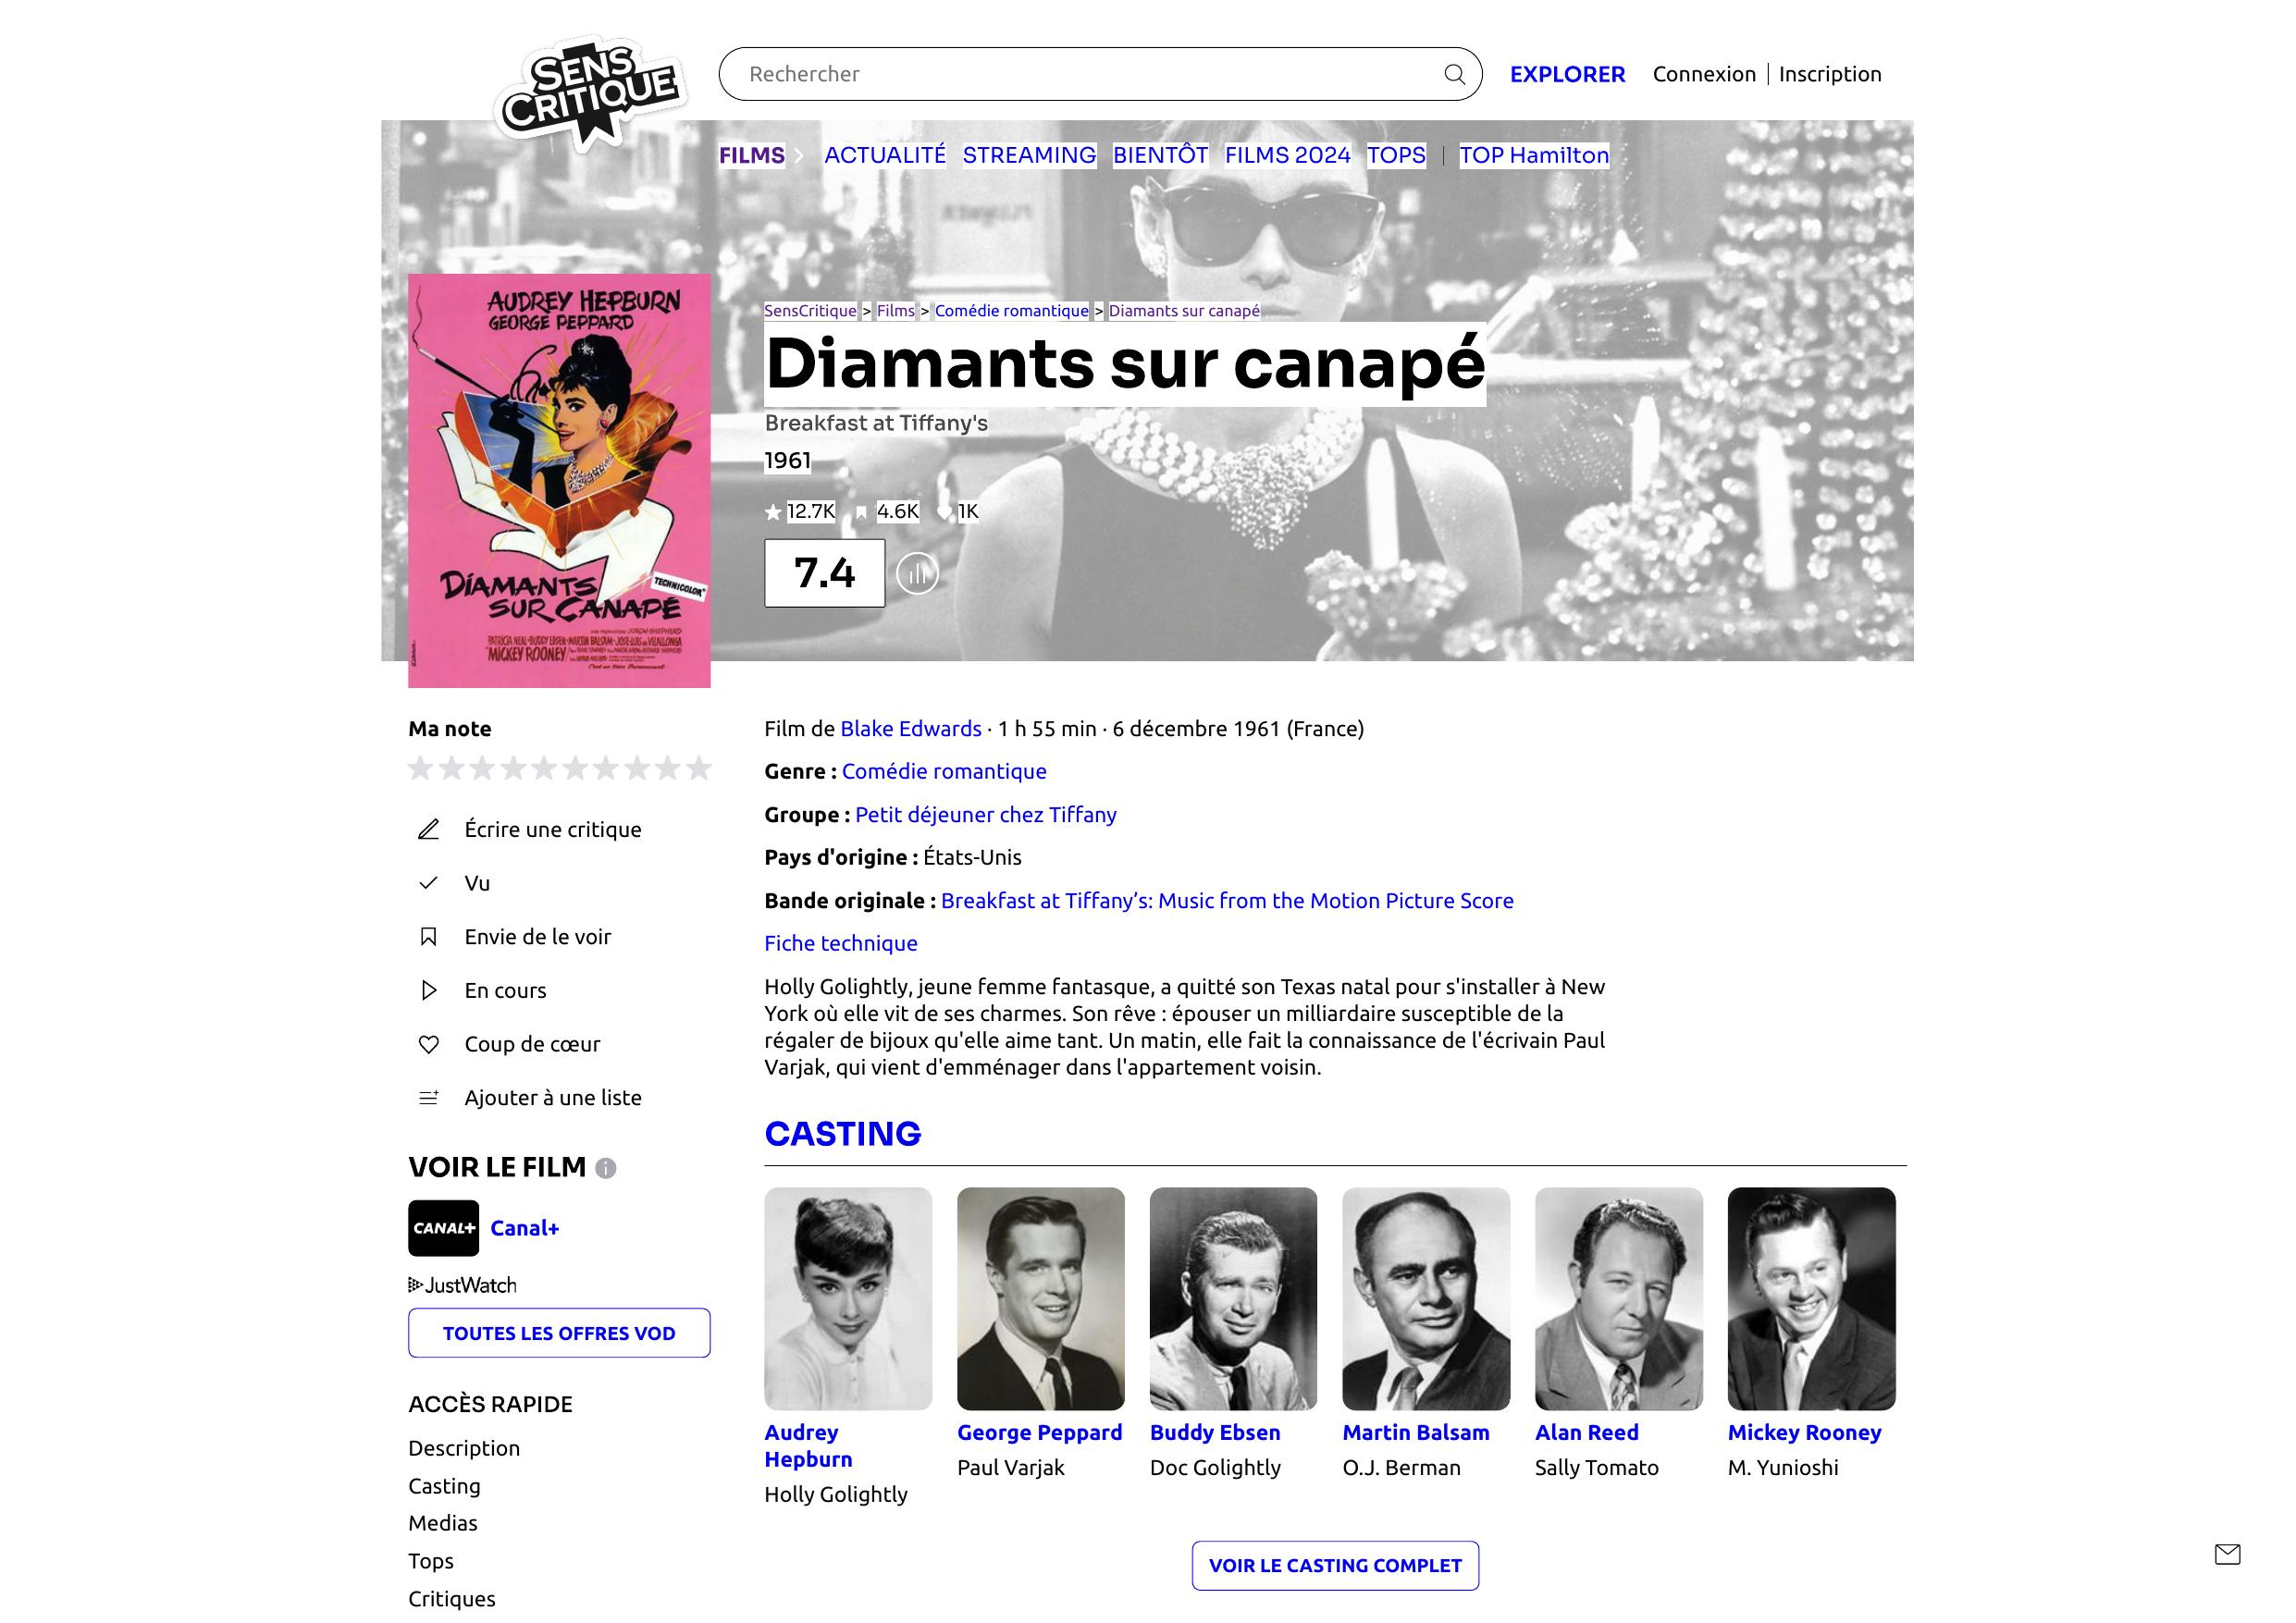 SENS
CRITIQUE
Rechercher
EXPLORER
Connexion
Inscription
FILMS
ACTUALITÉ
STREAMING
BIENTÔT
FILMS 2024
TOPS
TOP Hamilton
AUDREY HEPBURN
GEORGE PEPPARD
DIAMANTS
SUR CANAPÉ
TECHNICOLOR
MICKEY ROONEY
SensCritique > Films > Comédie romantique > Diamants sur canapé
Diamants sur canapé
Breakfast at Tiffany's
1961
12.7K 4.6K 1K
7.4
Ma note
Écrire une critique
Vu
Envie de le voir
En cours
Coup de cœur
Ajouter à une liste
VOIR LE FILM
CANAL+
Canal+
JustWatch
TOUTES LES OFFRES VOD
ACCÈS RAPIDE
Description
Casting
Medias
Tops
Critiques
Film de Blake Edwards · 1 h 55 min · 6 décembre 1961 (France)
Genre : Comédie romantique
Groupe : Petit déjeuner chez Tiffany
Pays d'origine : États-Unis
Bande originale : Breakfast at Tiffany’s: Music from the Motion Picture Score
Fiche technique
Holly Golightly, jeune femme fantasque, a quitté son Texas natal pour s'installer à New
York où elle vit de ses charmes. Son rêve : épouser un milliardaire susceptible de la
régaler de bijoux qu'elle aime tant. Un matin, elle fait la connaissance de l'écrivain Paul
Varjak, qui vient d'emménager dans l'appartement voisin.
CASTING
Audrey
Hepburn
Holly Golightly
George Peppard
Paul Varjak
Buddy Ebsen
Doc Golightly
Martin Balsam
O.J. Berman
Alan Reed
Sally Tomato
Mickey Rooney
M. Yunioshi
VOIR LE CASTING COMPLET